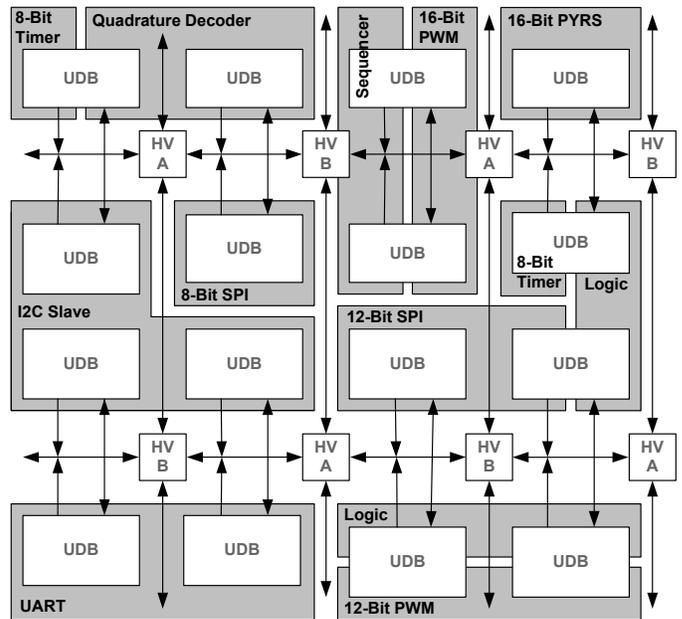 8-Bit
Timer
Quadrature Decoder
Sequencer
16-Bit
PWM
16-Bit PYRS
UDB
UDB
UDB
UDB
HV
A
HV
B
HV
A
HV
B
UDB
UDB
UDB
UDB
8-Bit
Timer
Logic
8-Bit SPI
I2C Slave
12-Bit SPI
UDB
UDB
UDB
UDB
HV
B
HV
A
HV
B
HV
A
Logic
UDB
UDB
UDB
UDB
UART
12-Bit PWM